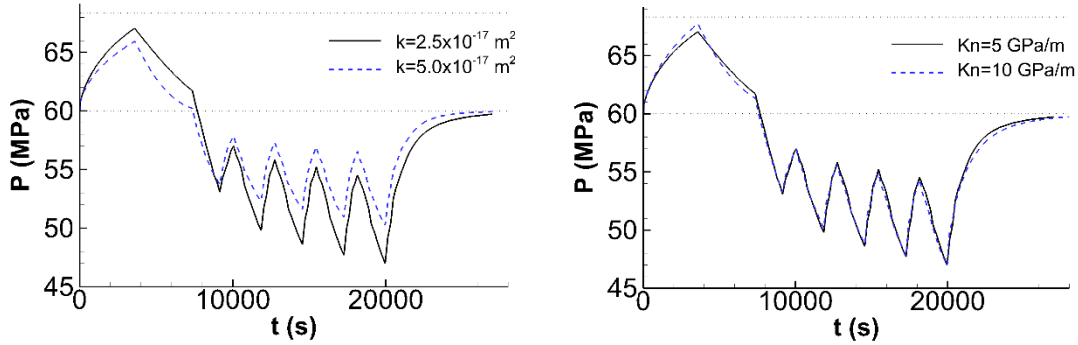 P (MPa)
65
60
55
50
45
0
10000
20000
t (s)
k=2.5x10⁻¹⁷ m²
k=5.0x10⁻¹⁷ m²
P (MPa)
65
60
55
50
45
0
10000
20000
t (s)
Kn=5 GPa/m
Kn=10 GPa/m